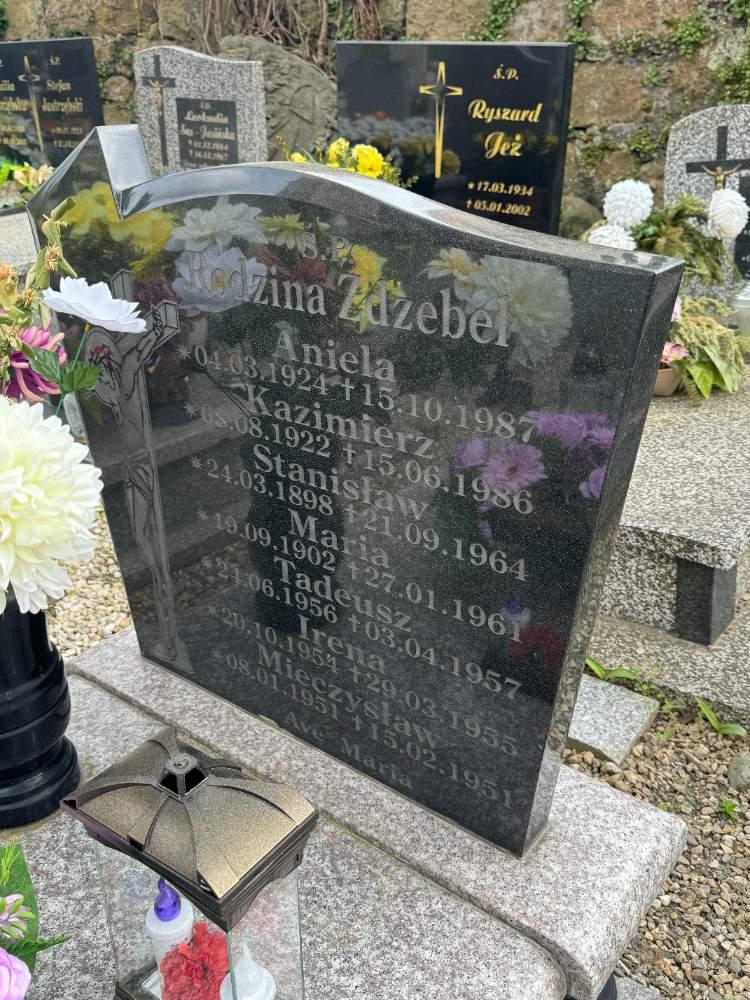 Ś.P.
Rodzina Zdzebel
Aniela
*04.03.1924 †15.10.1987
Kazimierz
*08.08.1922 †15.06.1986
Stanisław
*24.03.1898 †21.09.1964
Maria
*19.09.1902 †27.01.1961
Tadeusz
*24.06.1956 †03.04.1957
Irena
*20.10.1954 †29.03.1955
Mieczysław
*08.01.1951 †15.02.1951
Ave Maria
Ś.P.
Ryszard
Jeż
*17.03.1934
†05.01.2002
Ś.P.
Stefan
Jastrzębski
Ś.P.
Leokadia